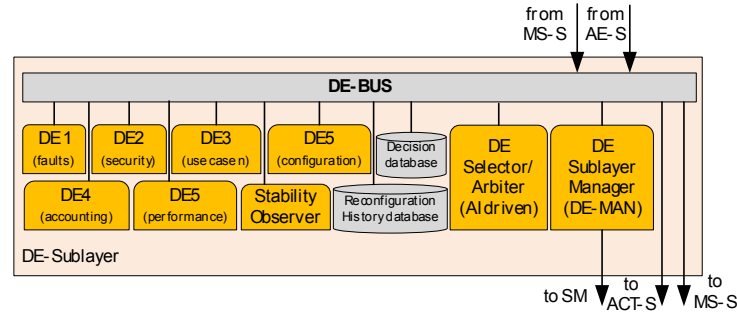 from
MS-S
from
AE-S
DE-BUS
DE 1
(faults)
DE2
(security)
DE3
(use case n)
DE5
(configuration)
Decision
database
DE
Selector/
Arbiter
(AI driven)
DE
Sublayer
Manager
(DE-MAN)
DE4
(accounting)
DE5
(performance)
Stability
Observer
Reconfiguration
History database
DE-Sublayer
to SM
to
ACT-S
to
MS-S